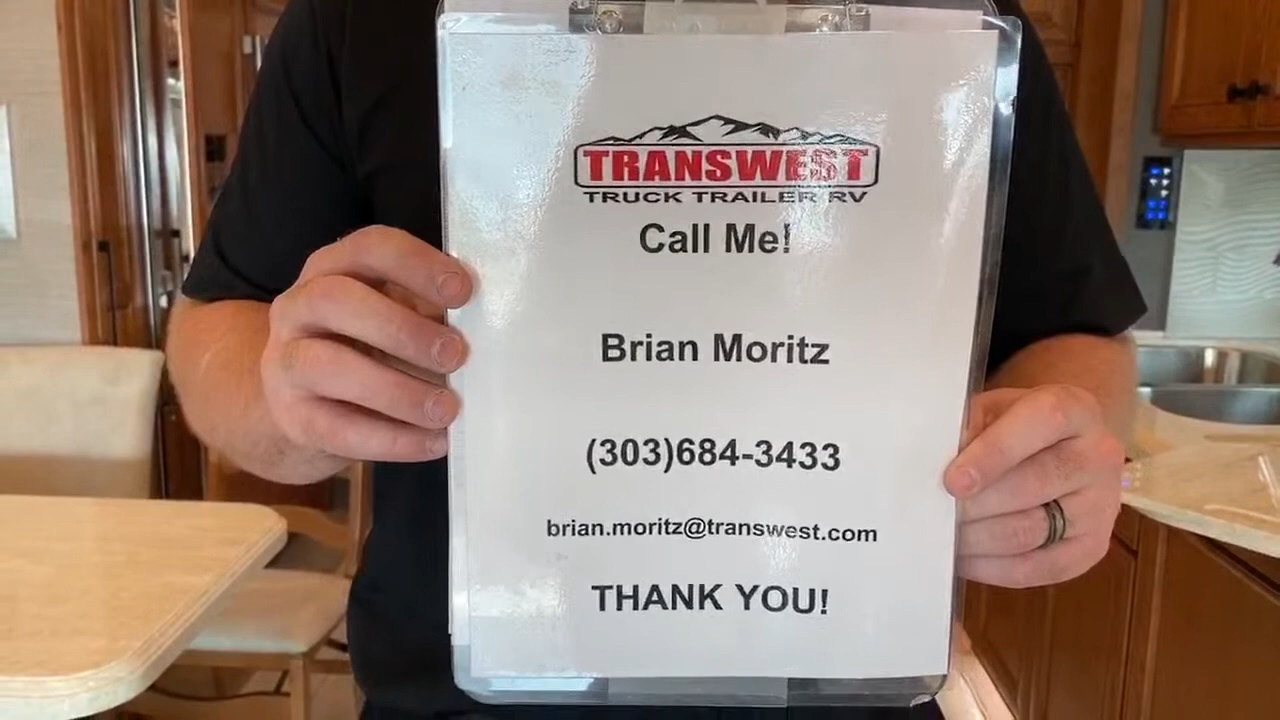 TRANSWEST
TRUCK TRAILER RV
Call Me!
Brian Moritz
(303)684-3433
brian.moritz@transwest.com
THANK YOU!